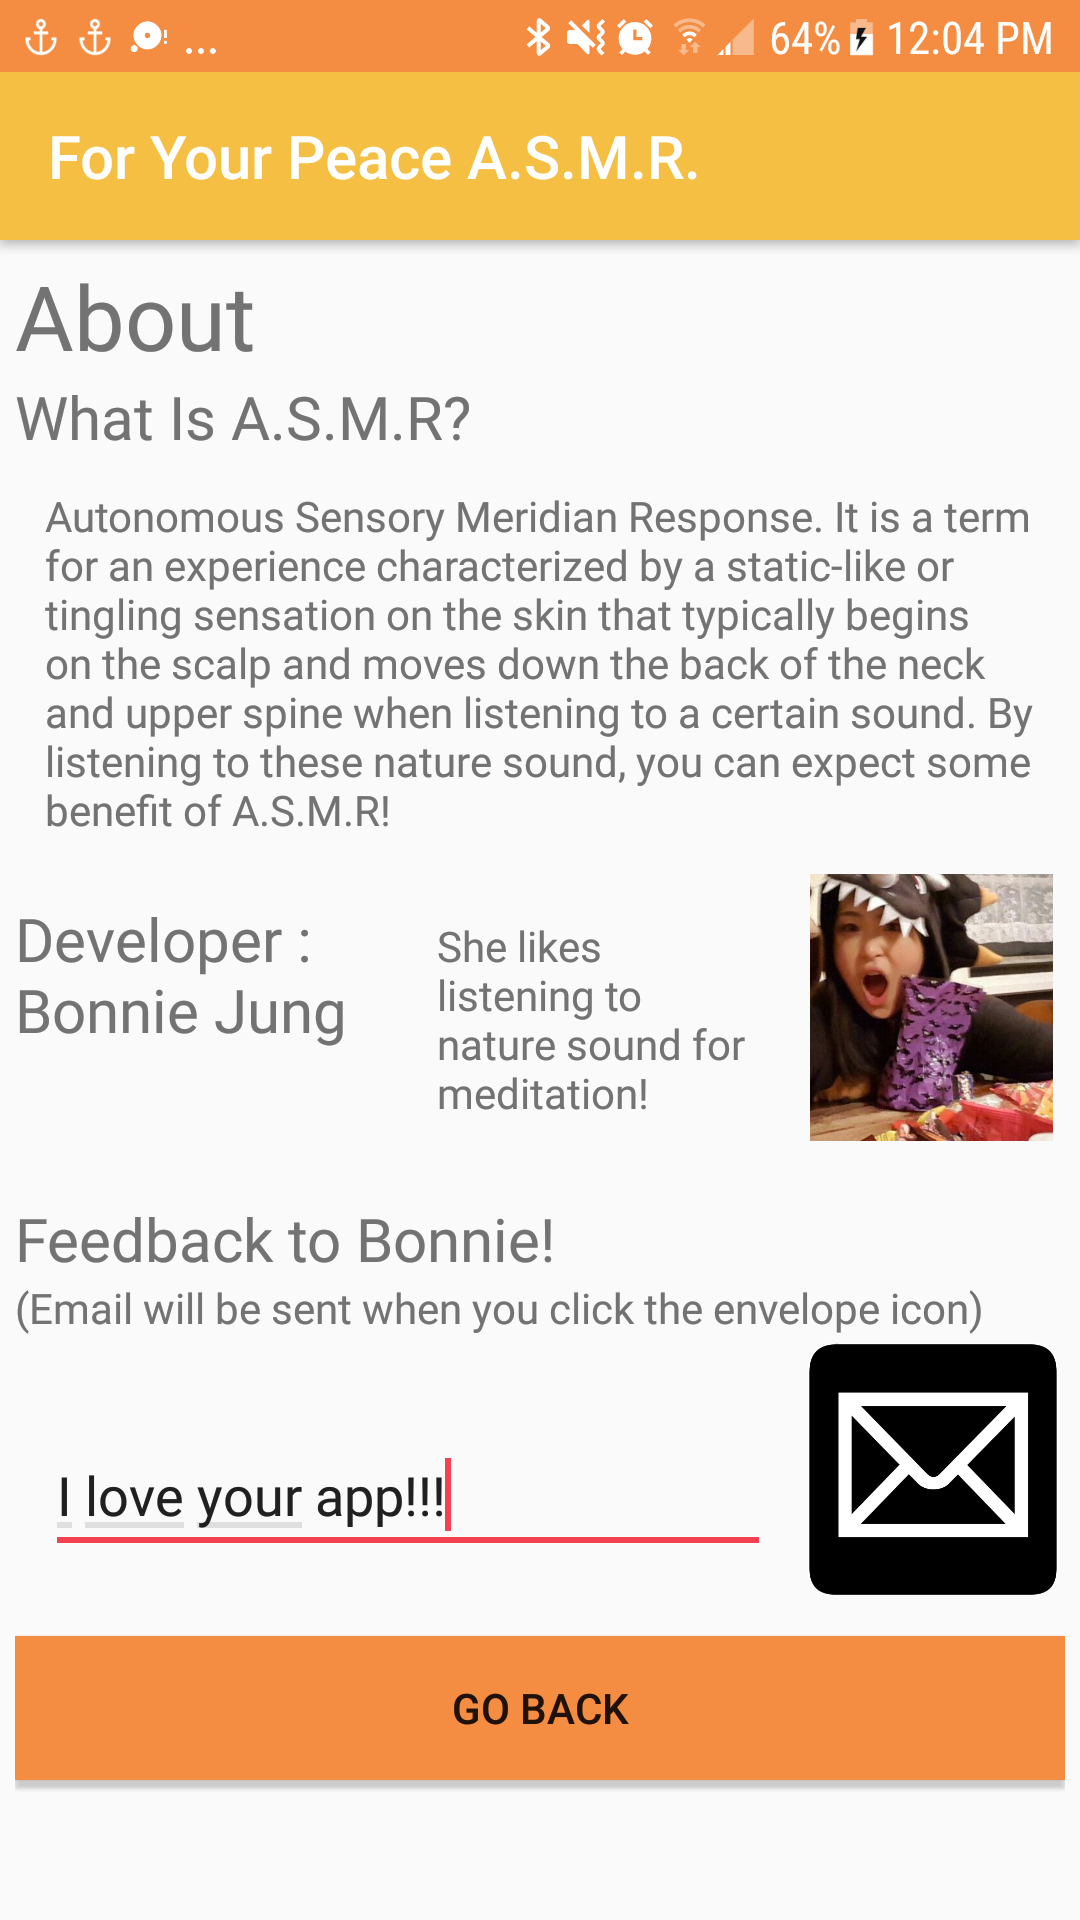 ... 64% 12:04 PM
For Your Peace A.S.M.R.
About
What Is A.S.M.R?
Autonomous Sensory Meridian Response. It is a term
for an experience characterized by a static-like or
tingling sensation on the skin that typically begins
on the scalp and moves down the back of the neck
and upper spine when listening to a certain sound. By
listening to these nature sound, you can expect some
benefit of A.S.M.R!
Developer :
Bonnie Jung
She likes
listening to
nature sound for
meditation!
Feedback to Bonnie!
(Email will be sent when you click the envelope icon)
I love your app!!!
GO BACK